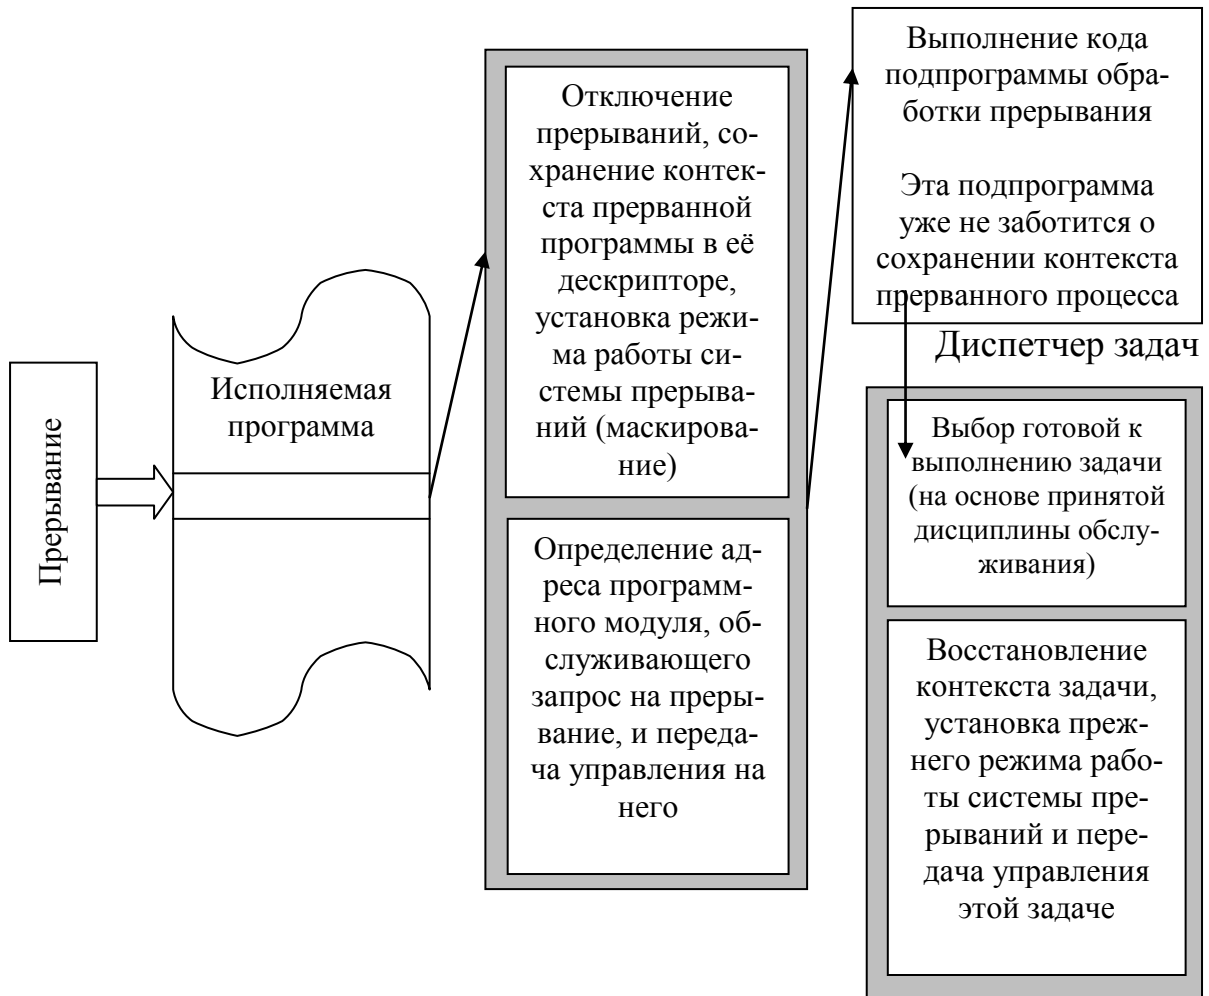 Прерывание
Исполняемая
программа
Отключение
прерываний, со-
хранение контек-
ста прерванной
программы в её
дескрипторе,
установка режи-
ма работы си-
стемы прерыва-
ний (маскирова-
ние)
Определение ад-
реса программ-
ного модуля, об-
служивающего
запрос на преры-
вание, и переда-
ча управления на
него
Выполнение кода
подпрограммы обра-
ботки прерывания
Эта подпрограмма
уже не заботится о
сохранении контекста
прерванного процесса
Диспетчер задач
Выбор готовой к
выполнению задачи
(на основе принятой
дисциплины обслу-
живания)
Восстановление
контекста задачи,
установка преж-
него режима рабо-
ты системы пре-
рываний и пере-
дача управления
этой задаче